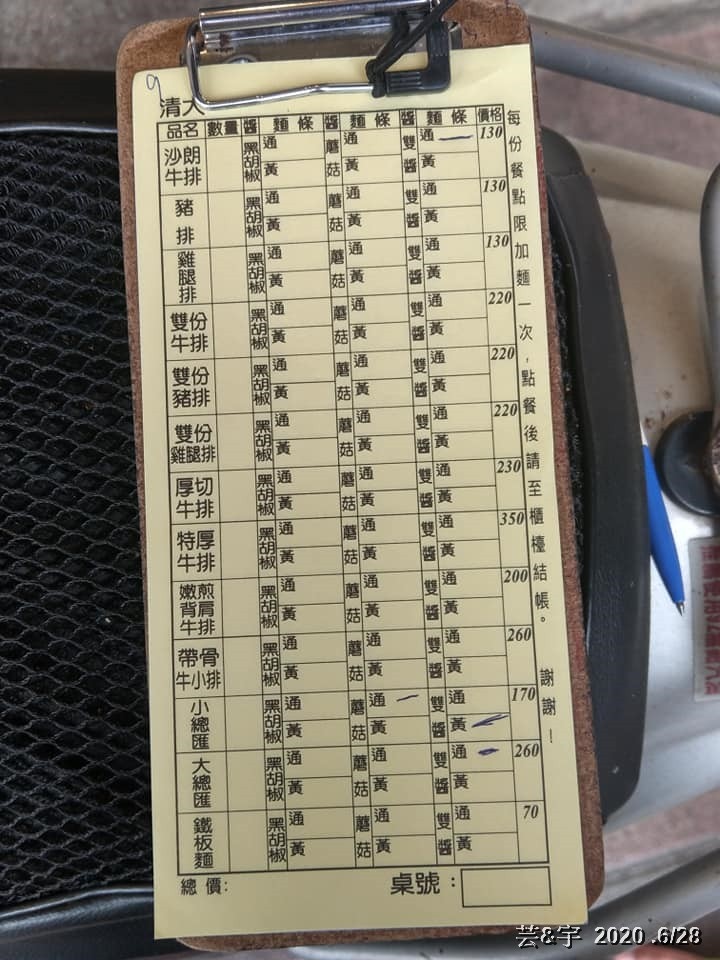 9
清大
品名 數量 醬 麵條 醬 麵條 醬 麵條 價格
沙朗牛排 黑胡椒 通 黃 蘑菇 通 黃 雙醬 通 黃 130
豬排 黑胡椒 通 黃 蘑菇 通 黃 雙醬 通 黃 130
雞腿排 黑胡椒 通 黃 蘑菇 通 黃 雙醬 通 黃 130
雙份牛排 黑胡椒 通 黃 蘑菇 通 黃 雙醬 通 黃 220
雙份豬排 黑胡椒 通 黃 蘑菇 通 黃 雙醬 通 黃 220
雙份雞腿排 黑胡椒 通 黃 蘑菇 通 黃 雙醬 通 黃 220
厚切牛排 黑胡椒 通 黃 蘑菇 通 黃 雙醬 通 黃 230
特厚牛排 黑胡椒 通 黃 蘑菇 通 黃 雙醬 通 黃 350
嫩煎背肩牛排 黑胡椒 通 黃 蘑菇 通 黃 雙醬 通 黃 200
帶骨牛小排 黑胡椒 通 黃 蘑菇 通 黃 雙醬 通 黃 260
小總匯 黑胡椒 通 黃 蘑菇 通 黃 雙醬 通 黃 170
大總匯 黑胡椒 通 黃 蘑菇 通 黃 雙醬 通 黃 260
鐵板麵 黑胡椒 通 黃 蘑菇 通 黃 雙醬 通 黃 70
總價:
桌號：
每份餐點限加麵一次，點餐後請至櫃檯結帳。謝謝！
芸&宇 2020 .6/28